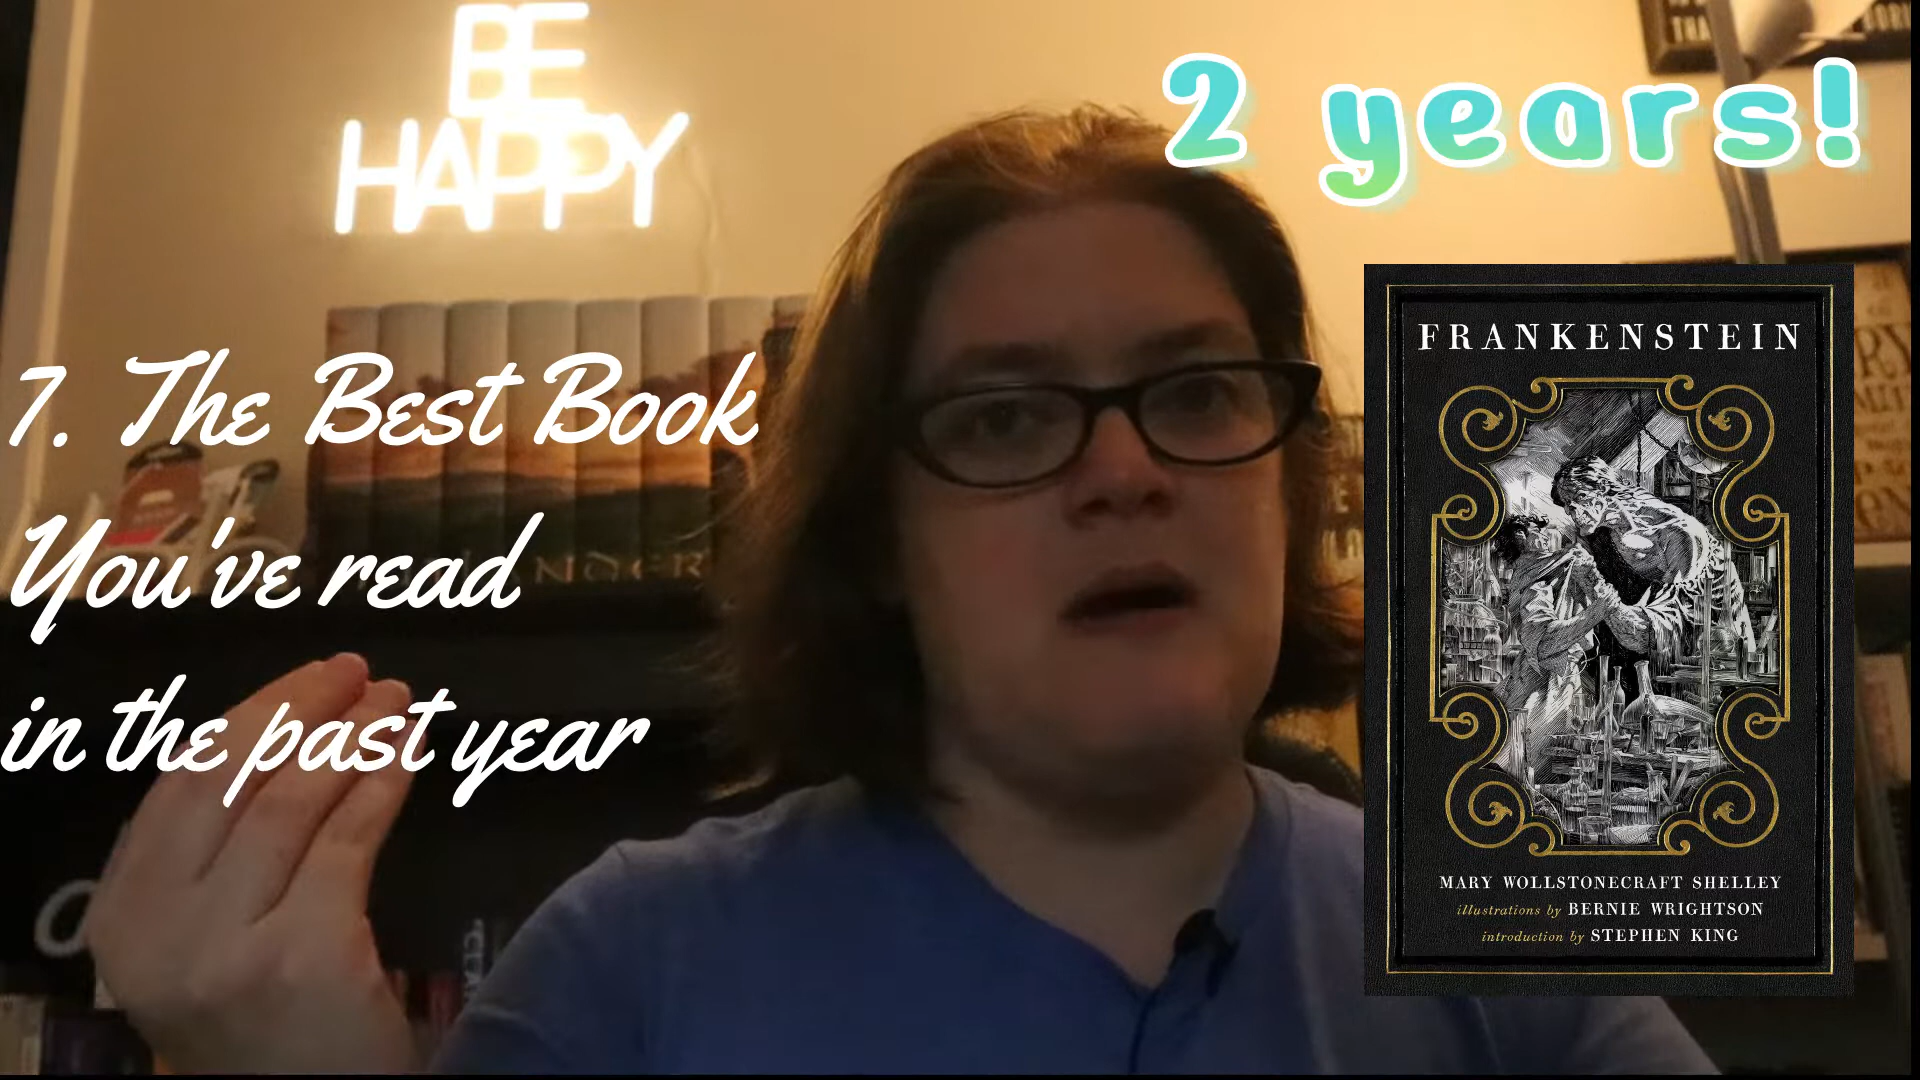 BE
HAPPY
2 years!
7. The Best Book
You've read
in the past year
FRANKENSTEIN
MARY WOLLSTONECRAFT SHELLEY
illustrations by BERNIE WRIGHTSON
introduction by STEPHEN KING